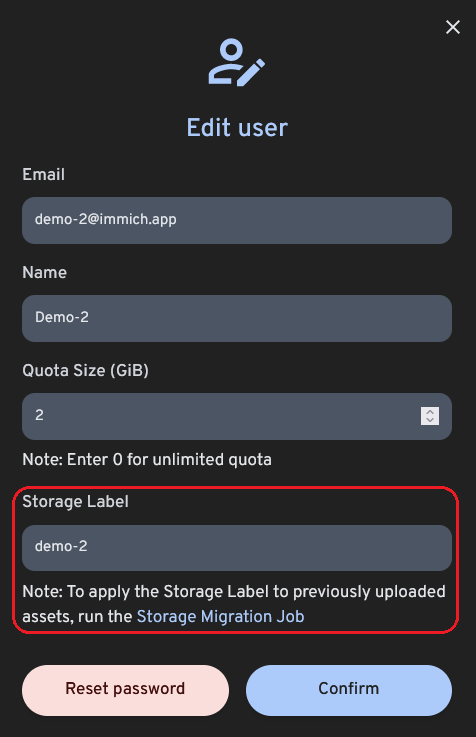 Edit user
Email
demo-2@immich.app
Name
Demo-2
Quota Size (GiB)
2
Note: Enter 0 for unlimited quota
Storage Label
demo-2
Note: To apply the Storage Label to previously uploaded
assets, run the Storage Migration Job
Reset password
Confirm